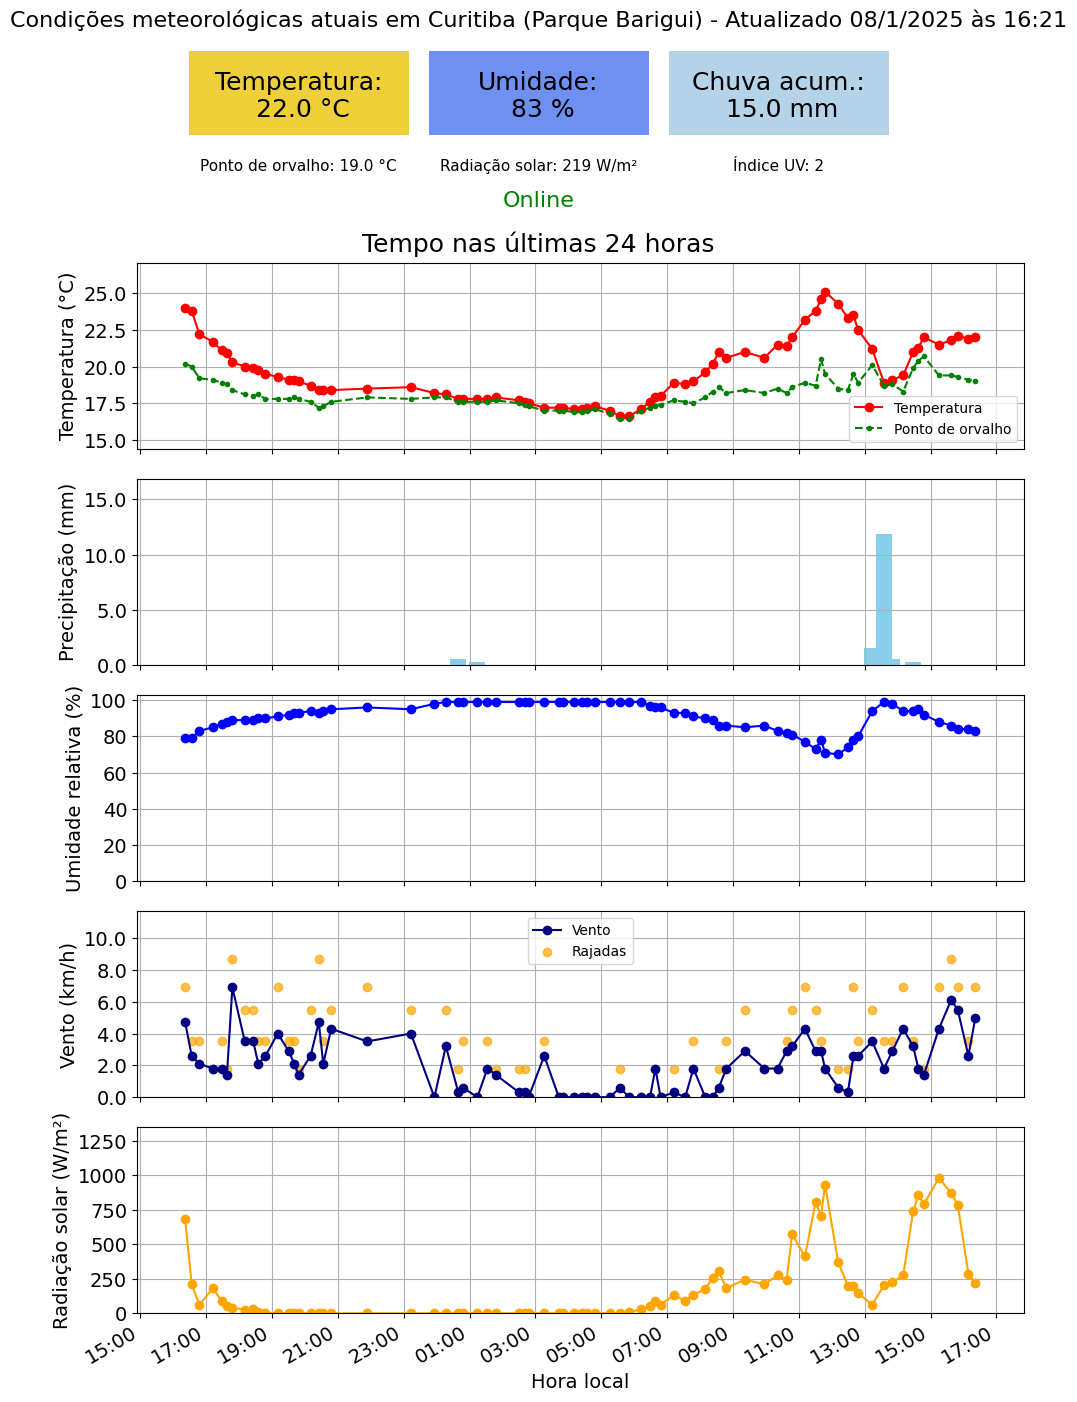 Condições meteorológicas atuais em Curitiba (Parque Barigui) - Atualizado 08/1/2025 às 16:21
Temperatura:
22.0 °C
Umidade:
83 %
Chuva acum.:
15.0 mm
Ponto de orvalho: 19.0 °C
Radiação solar: 219 W/m²
Índice UV: 2
Online
Tempo nas últimas 24 horas
Temperatura (°C)
25.0
22.5
20.0
17.5
15.0
Temperatura
Ponto de orvalho
Precipitação (mm)
15.0
10.0
5.0
0.0
Umidade relativa (%)
100
80
60
40
20
0
Vento (km/h)
10.0
8.0
6.0
4.0
2.0
0.0
Vento
Rajadas
Radiação solar (W/m²)
1250
1000
750
500
250
0
15:00
17:00
19:00
21:00
23:00
01:00
03:00
05:00
07:00
09:00
11:00
13:00
15:00
17:00
Hora local